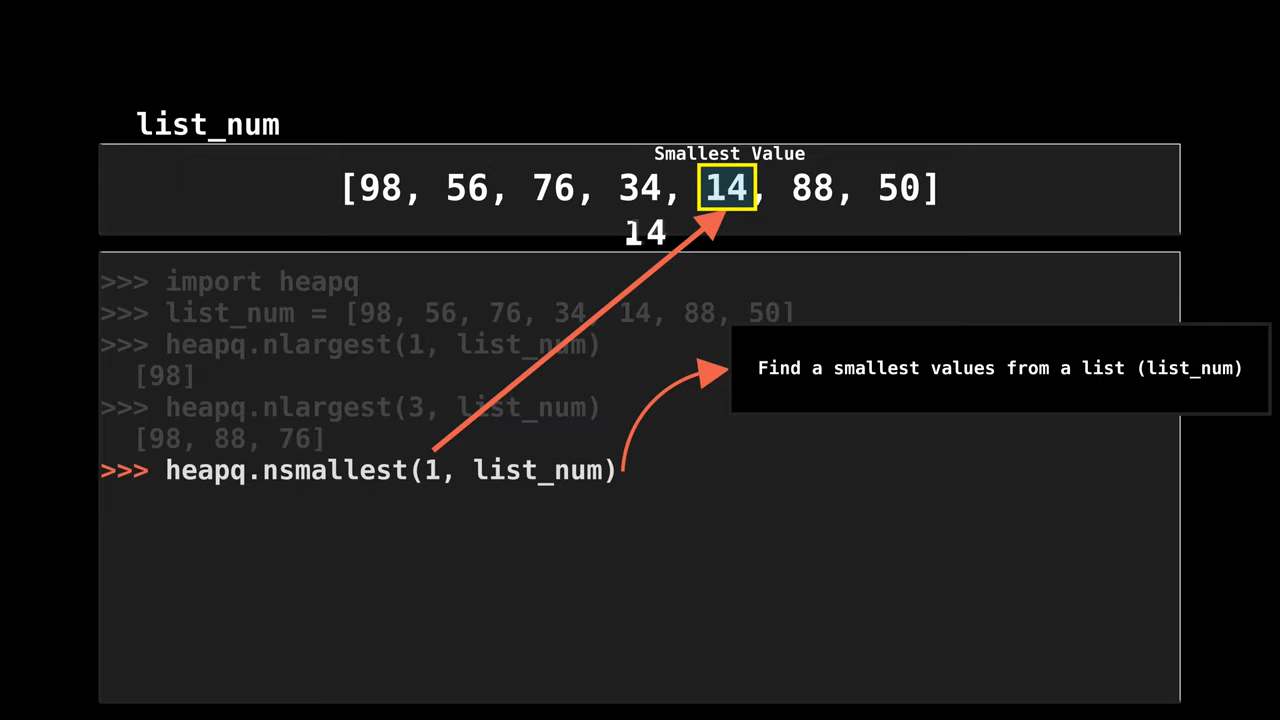 list_num
Smallest Value
[98, 56, 76, 34, 14, 88, 50]
14
>>> import heapq
>>> list_num = [98, 56, 76, 34, 14, 88, 50]
>>> heapq.nlargest(1, list_num)
[98]
Find a smallest values from a list (list_num)
>>> heapq.nlargest(3, list_num)
[98, 88, 76]
>>> heapq.nsmallest(1, list_num)